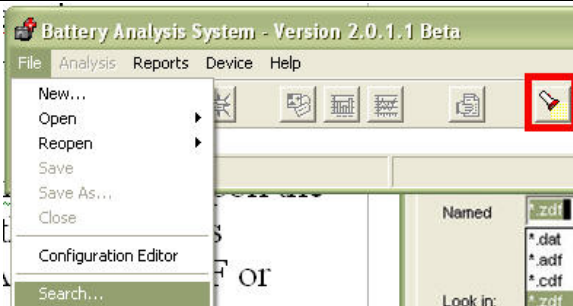 Battery Analysis System - Version 2.0.1.1 Beta
File Analysis Reports Device Help
New...
Open
Reopen
Save
Save As...
Close
Configuration Editor
Search...
F or
Named *.zdf
*.dat
*.adf
*.cdf
Look in: *.zdf